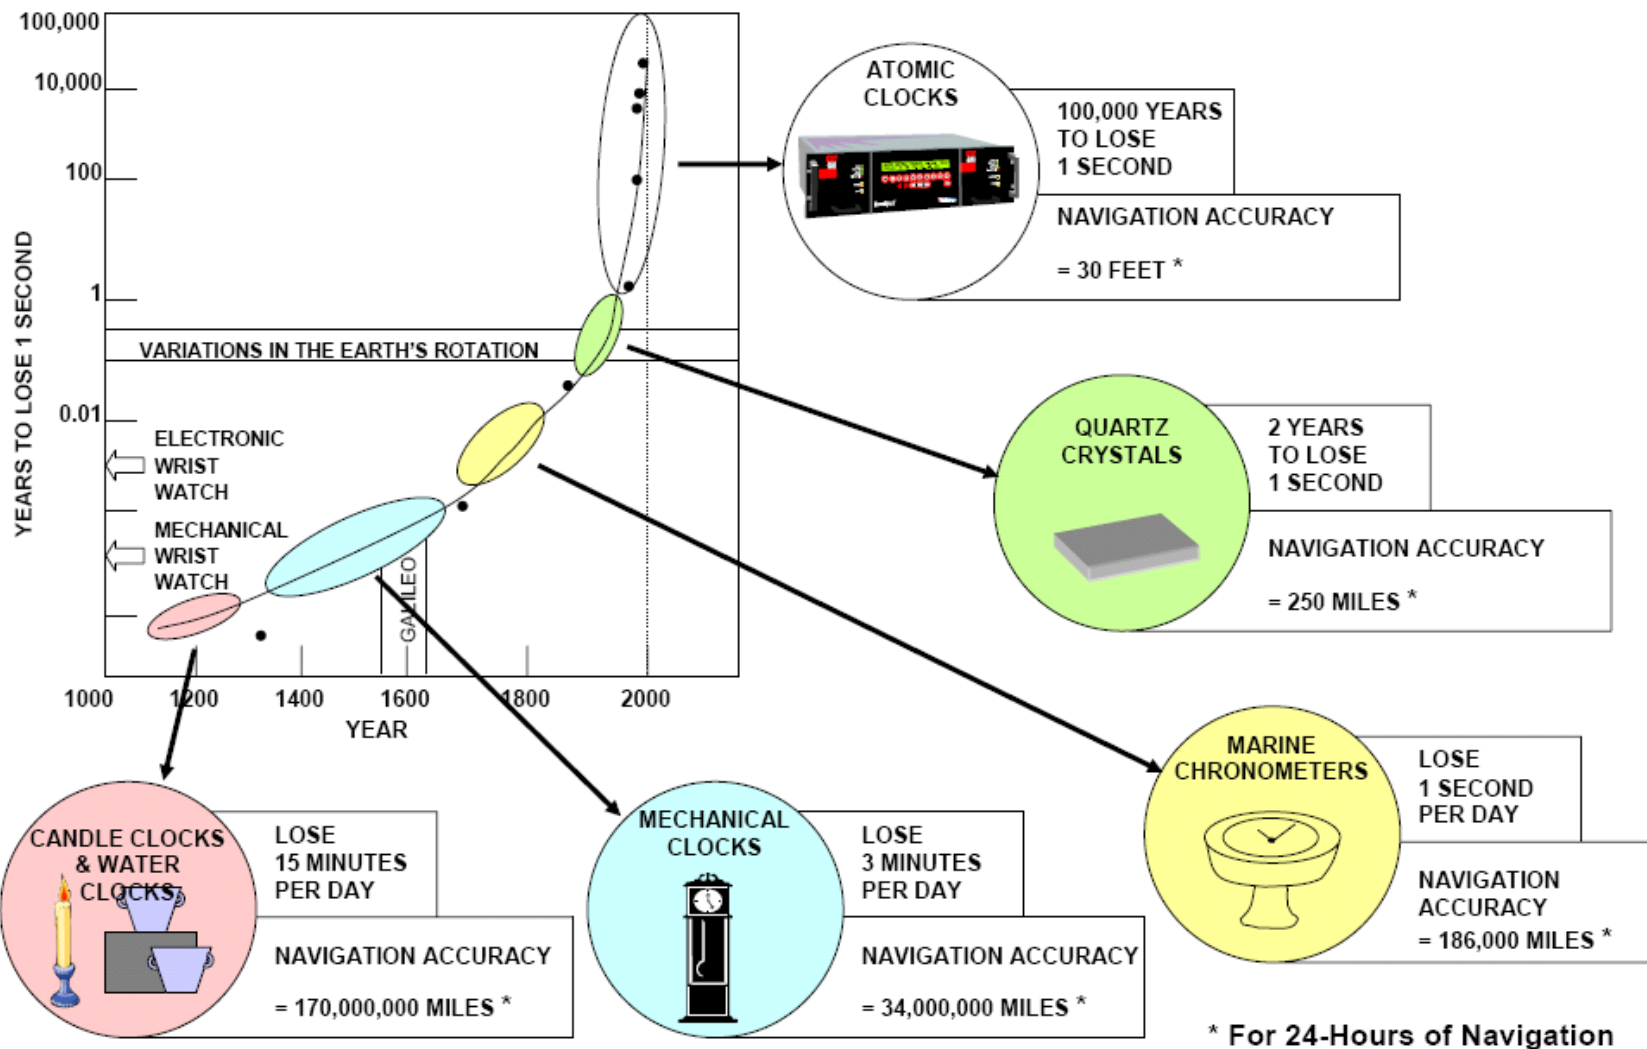 100,000
10,000
100
1
0.01
YEARS TO LOSE 1 SECOND
VARIATIONS IN THE EARTH'S ROTATION
ELECTRONIC
WRIST
WATCH
MECHANICAL
WRIST
WATCH
GALILEO
1000 1200 1400 1600 1800 2000
YEAR
ATOMIC
CLOCKS
100,000 YEARS
TO LOSE
1 SECOND
NAVIGATION ACCURACY
= 30 FEET *
QUARTZ
CRYSTALS
2 YEARS
TO LOSE
1 SECOND
NAVIGATION ACCURACY
= 250 MILES *
MARINE
CHRONOMETERS
LOSE
1 SECOND
PER DAY
NAVIGATION
ACCURACY
= 186,000 MILES *
CANDLE CLOCKS
& WATER
CLOCKS
LOSE
15 MINUTES
PER DAY
NAVIGATION ACCURACY
= 170,000,000 MILES *
MECHANICAL
CLOCKS
LOSE
3 MINUTES
PER DAY
NAVIGATION ACCURACY
= 34,000,000 MILES *
* For 24-Hours of Navigation